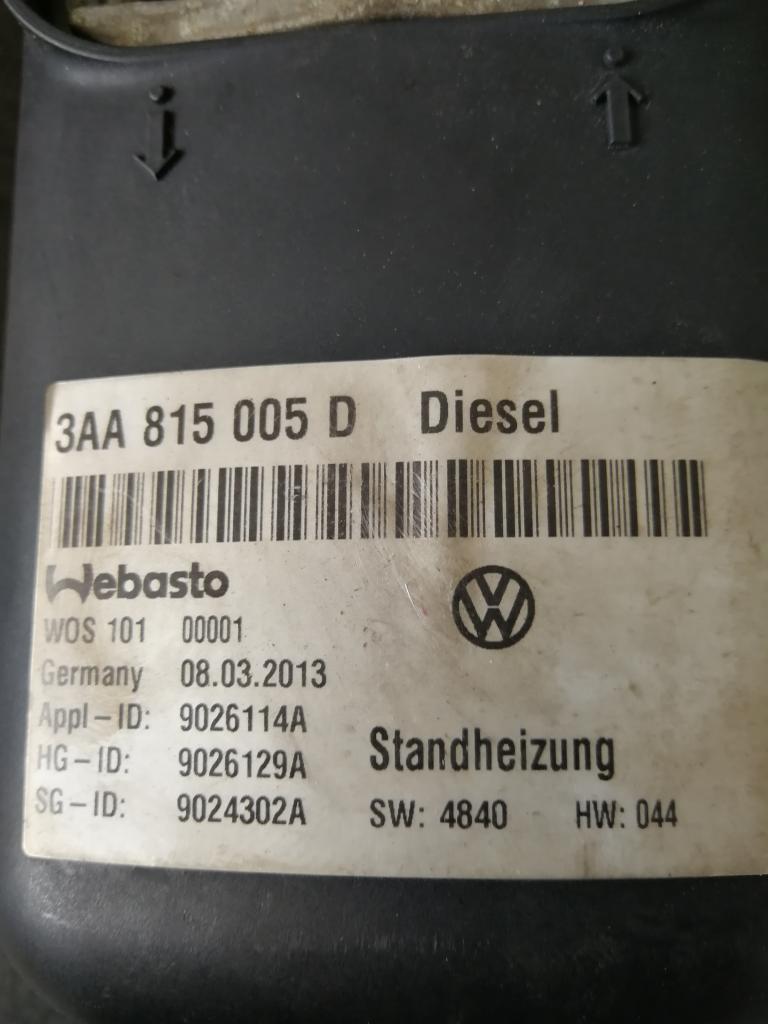 3AA 815 005 D Diesel
Webasto
WOS 101 00001
Germany 08.03.2013
Appl-ID: 9026114A
HG-ID: 9026129A
SG-ID: 9024302A
VW
Standheizung
SW: 4840 HW: 044